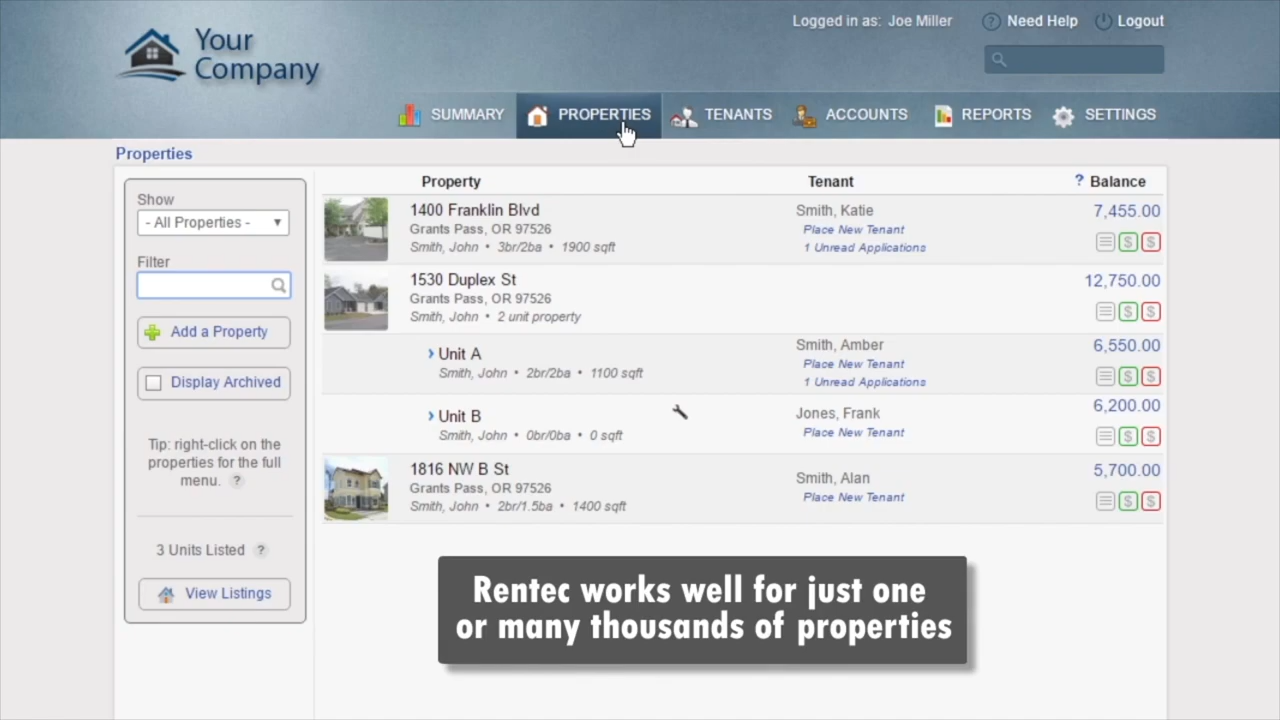 Logged in as: Joe Miller
Need Help
Logout
Your
Company
SUMMARY
PROPERTIES
TENANTS
ACCOUNTS
REPORTS
SETTINGS
Properties
Show
- All Properties -
Filter
Add a Property
Display Archived
Tip: right-click on the
properties for the full
menu. ?
3 Units Listed ?
View Listings
Property
Tenant
? Balance
1400 Franklin Blvd
Grants Pass, OR 97526
Smith, John • 3br/2ba • 1900 sqft
Smith, Katie
Place New Tenant
1 Unread Applications
7,455.00
$ $
1530 Duplex St
Grants Pass, OR 97526
Smith, John • 2 unit property
12,750.00
$ $
Unit A
Smith, John • 2br/2ba • 1100 sqft
Smith, Amber
Place New Tenant
1 Unread Applications
6,550.00
$ $
Unit B
Smith, John • 0br/0ba • 0 sqft
Jones, Frank
Place New Tenant
6,200.00
$ $
1816 NW B St
Grants Pass, OR 97526
Smith, John • 2br/1.5ba • 1400 sqft
Smith, Alan
Place New Tenant
5,700.00
$ $
Rentec works well for just one
or many thousands of properties